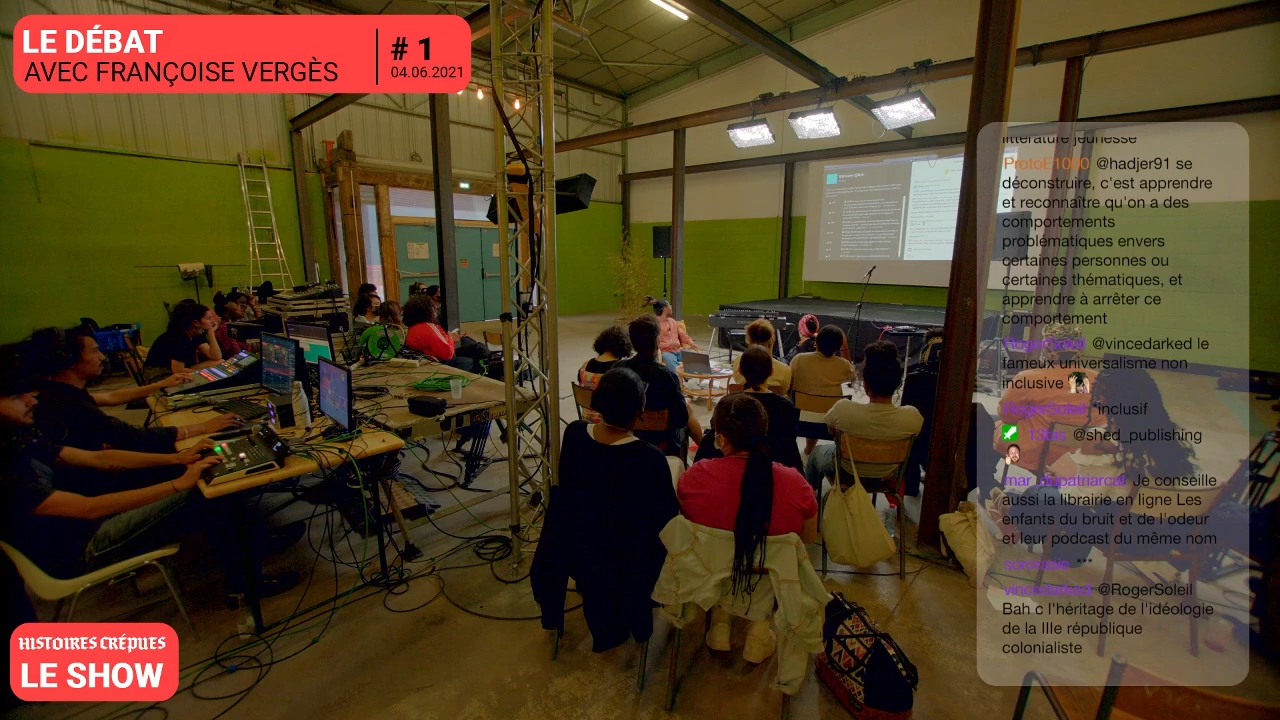 LE DÉBAT
AVEC FRANÇOISE VERGÈS
# 1
04.06.2021
littérature jeunesse
ProtoE1000 @hadjer91 se
déconstruire, c'est apprendre
et reconnaître qu'on a des
comportements
problématiques envers
certaines personnes ou
certaines thématiques, et
apprendre à arrêter ce
comportement
RogerSoleil @vincedarked le
fameux universalisme non
inclusive
RogerSoleil *inclusif
@shed_publishing
Je conseille
aussi la librairie en ligne Les
enfants du bruit et de l'odeur
et leur podcast du même nom
***
vincedarked @RogerSoleil
Bah c l'héritage de l'idéologie
de la IIIe république
colonialiste
HISTOIRES CRÉPUES
LE SHOW